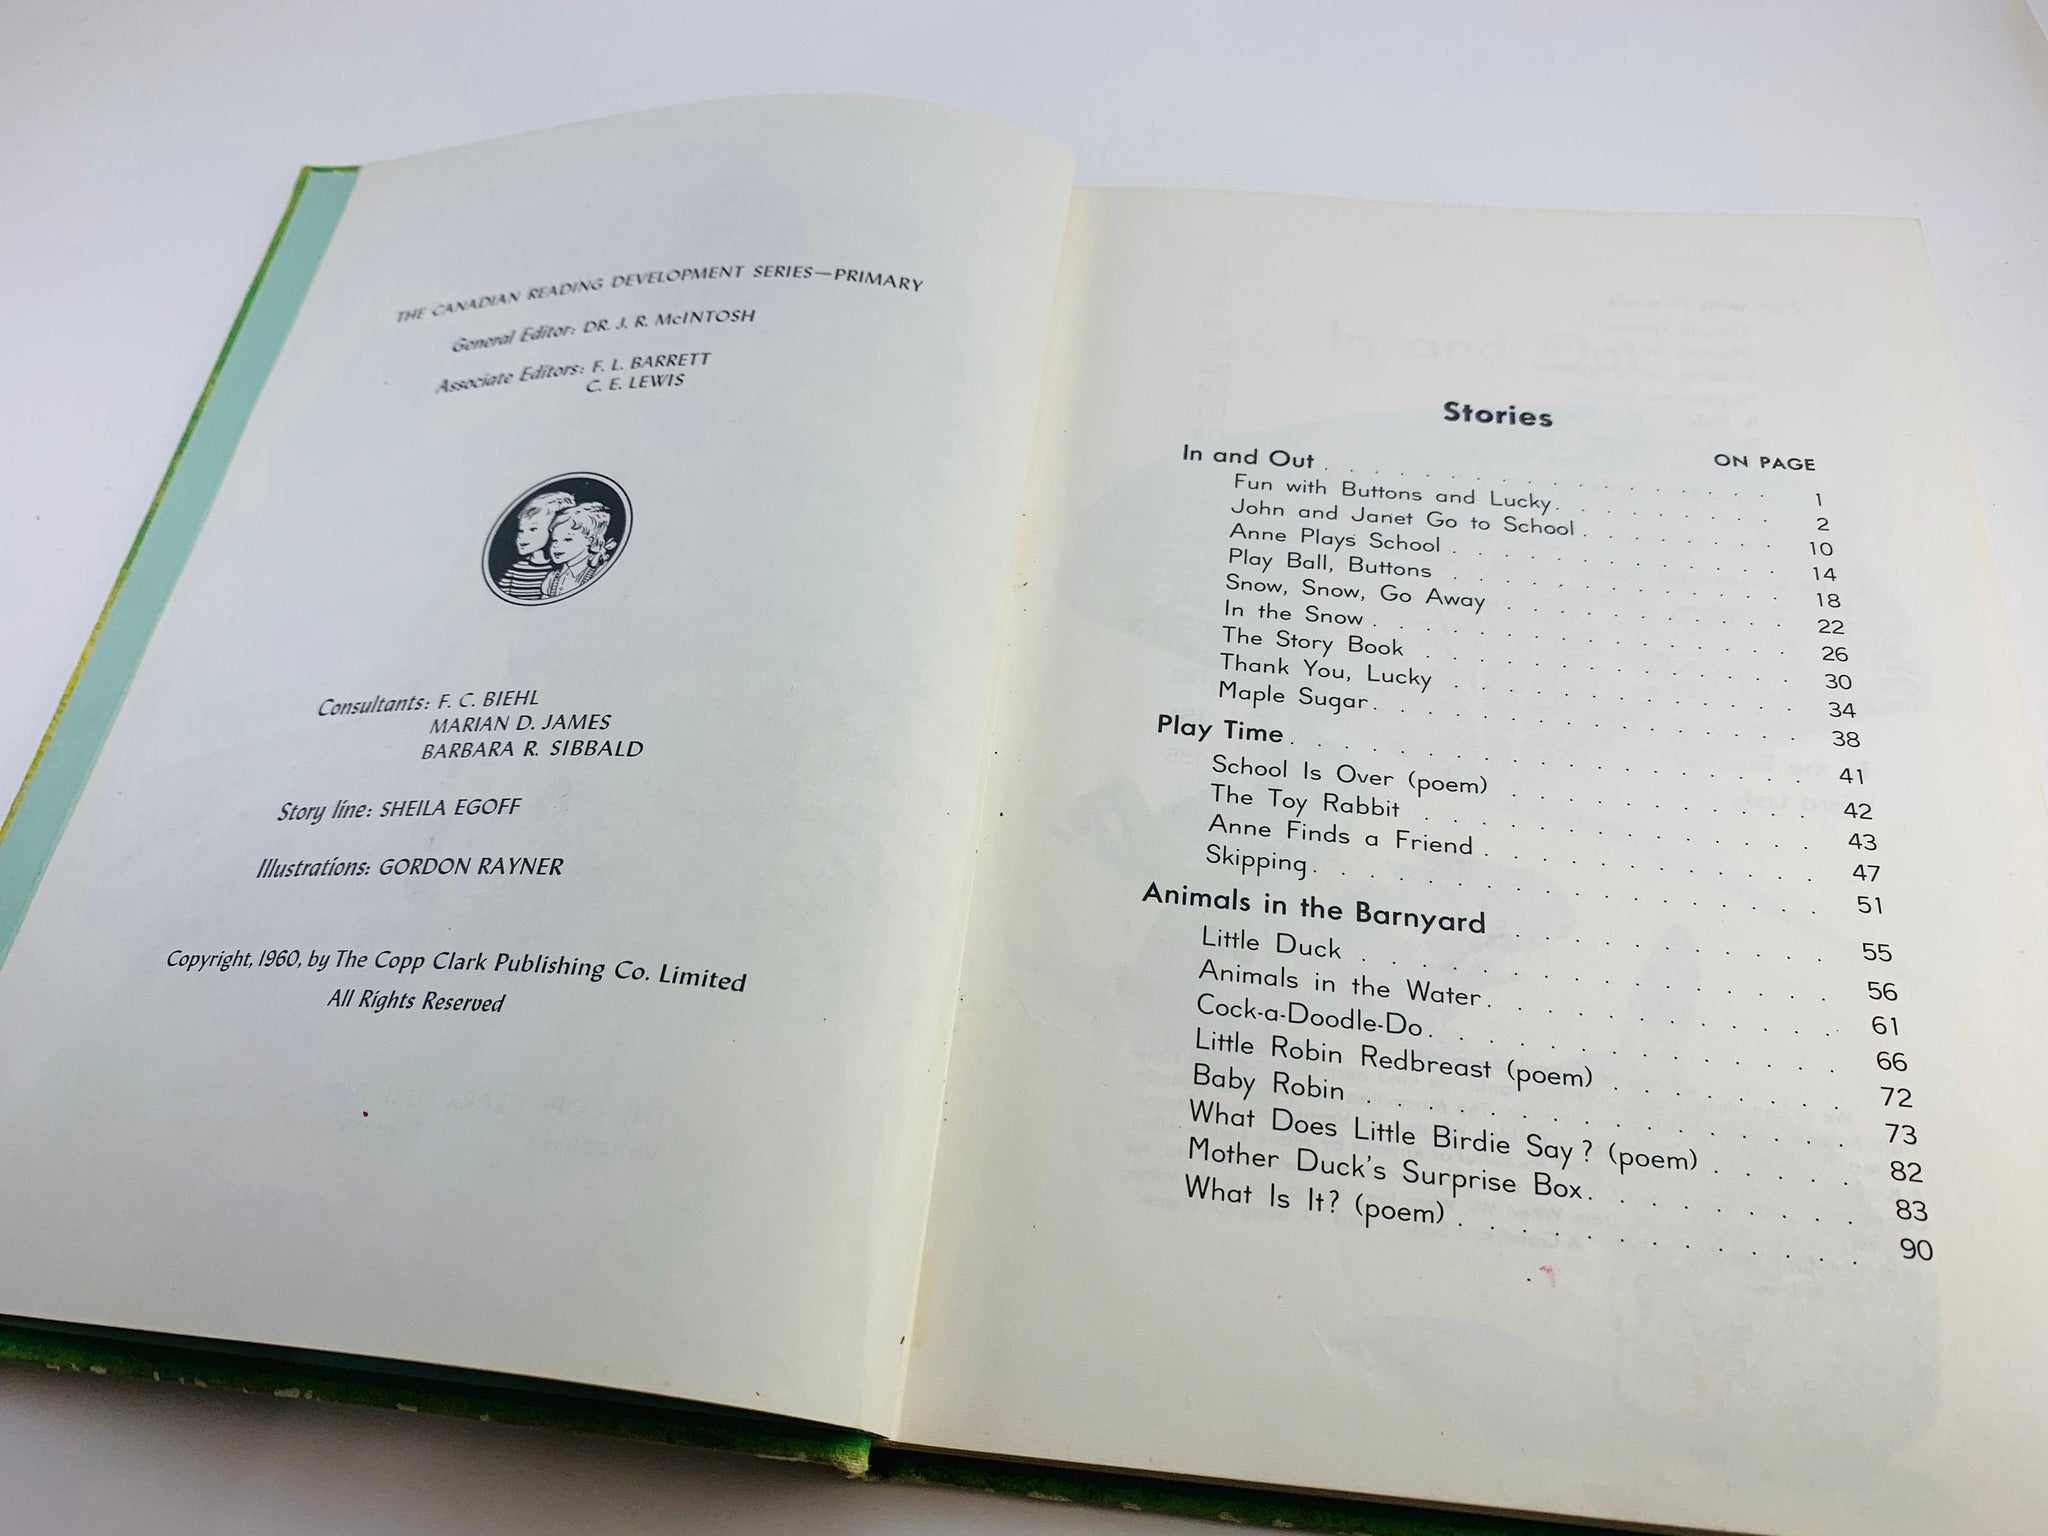 THE CANADIAN READING DEVELOPMENT SERIES—PRIMARY
General Editor: DR. J. R. McINTOSH
Associate Editors: F. L. BARRETT
C. E. LEWIS
Consultants: F. C. BIEHL
MARIAN D. JAMES
BARBARA R. SIBBALD
Story line: SHEILA EGOFF
Illustrations: GORDON RAYNER
Copyright, 1960, by The Copp Clark Publishing Co. Limited
All Rights Reserved
Stories
ON PAGE
In and Out . . . . . . . . . . . . . . . 1
Fun with Buttons and Lucky . . . . . . . . 2
John and Janet Go to School . . . . . . . 10
Anne Plays School . . . . . . . . . . . . 14
Play Ball, Buttons . . . . . . . . . . . . 18
Snow, Snow, Go Away . . . . . . . . . . 22
In the Snow . . . . . . . . . . . . . . . 26
The Story Book . . . . . . . . . . . . . 30
Thank You, Lucky . . . . . . . . . . . . 34
Maple Sugar . . . . . . . . . . . . . . . 38
Play Time . . . . . . . . . . . . . . . . 41
School Is Over (poem) . . . . . . . . . . 42
The Toy Rabbit . . . . . . . . . . . . . 43
Anne Finds a Friend . . . . . . . . . . . 47
Skipping . . . . . . . . . . . . . . . . . 51
Animals in the Barnyard . . . . . . . . . . 55
Little Duck . . . . . . . . . . . . . . . 56
Animals in the Water . . . . . . . . . . . 61
Cock-a-Doodle-Do . . . . . . . . . . . . 66
Little Robin Redbreast (poem) . . . . . . . 72
Baby Robin . . . . . . . . . . . . . . . 73
What Does Little Birdie Say? (poem) . . . . . 82
Mother Duck's Surprise Box . . . . . . . . 83
What Is It? (poem) . . . . . . . . . . . . 90